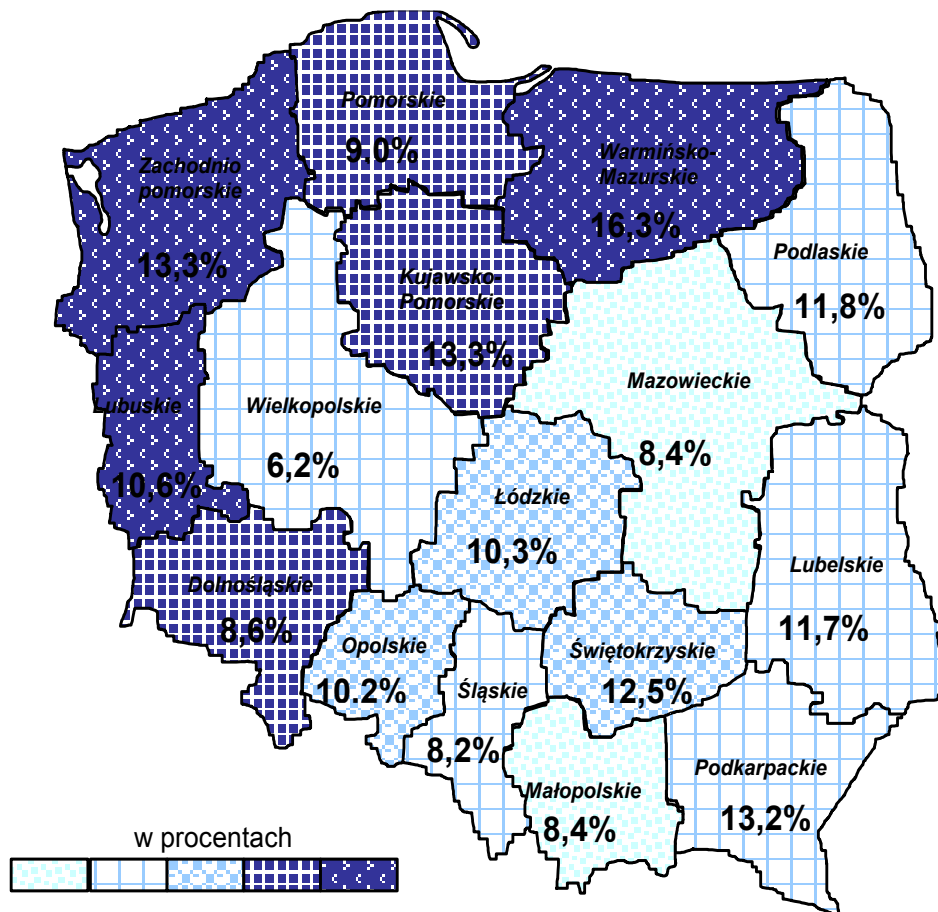 Pomorskie
9.0%
Zachodnio
pomorskie
13,3%
Warmińsko-
Mazurskie
16,3%
Podlaskie
11,8%
Kujawsko-
Pomorskie
13,3%
Mazowieckie
8,4%
Lubuskie
10,6%
Wielkopolskie
6,2%
Łódzkie
10,3%
Lubelskie
11,7%
Dolnośląskie
8,6%
Opolskie
10.2%
Śląskie
8,2%
Świętokrzyskie
12,5%
Małopolskie
8,4%
Podkarpackie
13,2%
w procentach